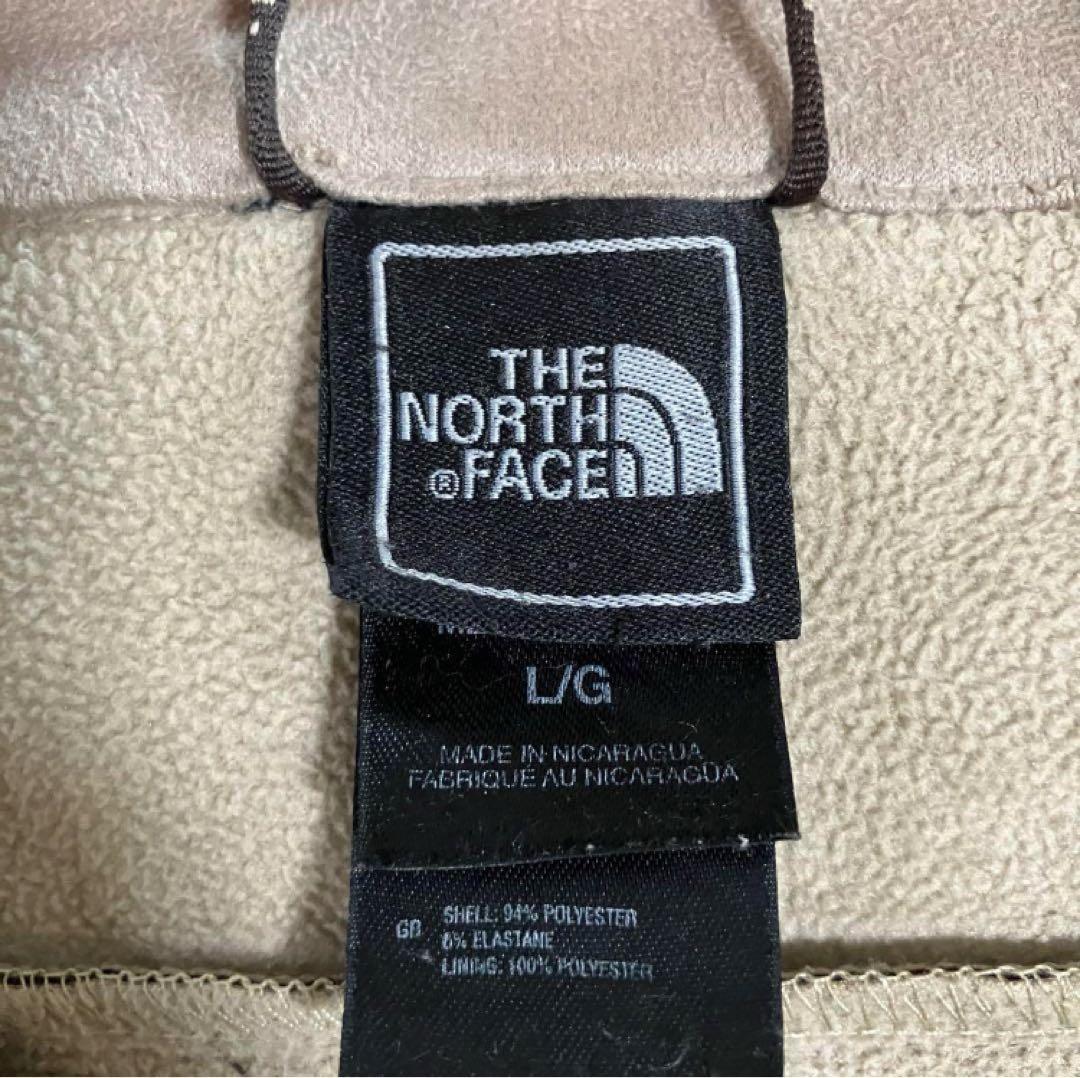 THE
NORTH
®FACE
L/G
MADE IN NICARAGUA
FABRIQUE AU NICARAGUA
GB SHELL: 94% POLYESTER
6% ELASTANE
LINING: 100% POLYESTER